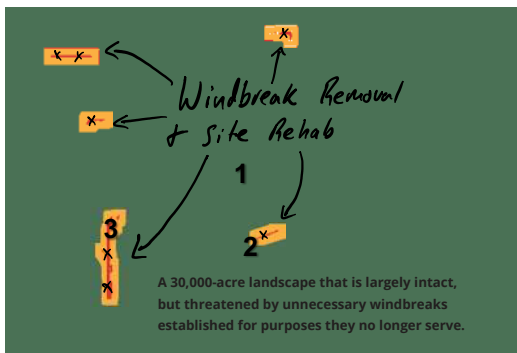 Windbreak Removal
+ Site Rehab
1
3
2
A 30,000-acre landscape that is largely intact,
but threatened by unnecessary windbreaks
established for purposes they no longer serve.